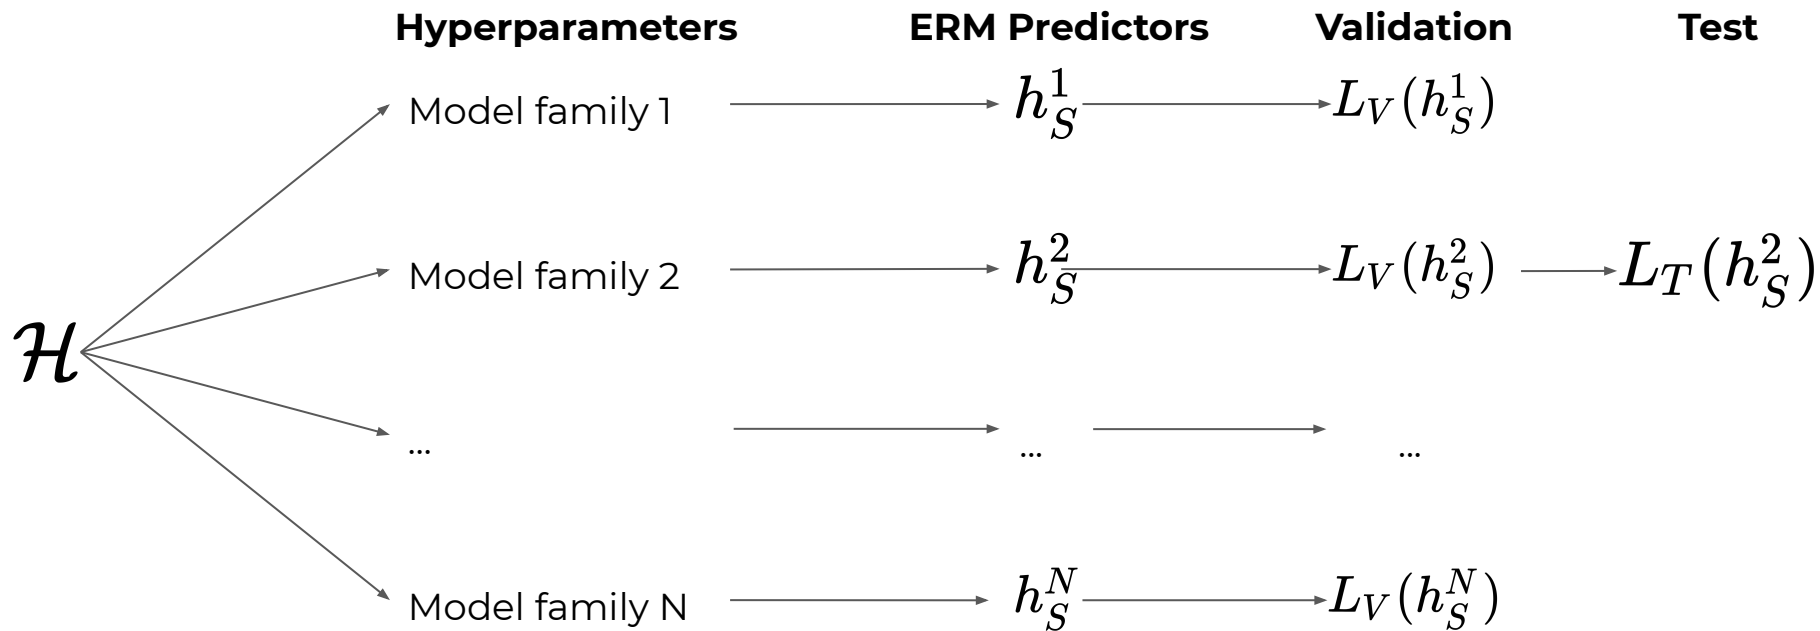 Hyperparameters ERM Predictors Validation Test
Model family 1 h_S^1 L_V(h_S^1)
Model family 2 h_S^2 L_V(h_S^2) L_T(h_S^2)
ℋ
... ... ...
Model family N h_S^N L_V(h_S^N)